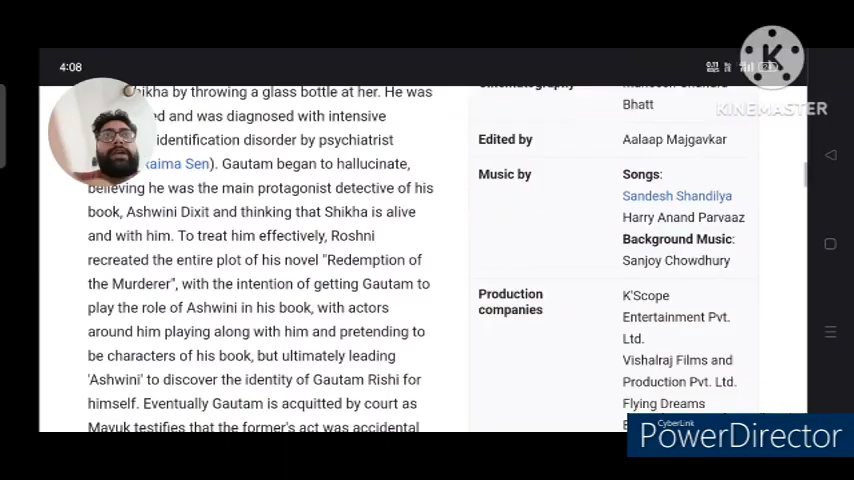 4:08
KINEMASTER
hikha by throwing a glass bottle at her. He was
ed and was diagnosed with intensive
identification disorder by psychiatrist
aima Sen). Gautam began to hallucinate,
believing he was the main protagonist detective of his
book, Ashwini Dixit and thinking that Shikha is alive
and with him. To treat him effectively, Roshni
recreated the entire plot of his novel "Redemption of
the Murderer", with the intention of getting Gautam to
play the role of Ashwini in his book, with actors
around him playing along with him and pretending to
be characters of his book, but ultimately leading
'Ashwini' to discover the identity of Gautam Rishi for
himself. Eventually Gautam is acquitted by court as
Mayuk testifies that the former's act was accidental
Bhatt
Edited by
Aalaap Majgavkar
Music by
Songs:
Sandesh Shandilya
Harry Anand Parvaaz
Background Music:
Sanjoy Chowdhury
Production
companies
K'Scope
Entertainment Pvt.
Ltd.
Vishalraj Films and
Production Pvt. Ltd.
Flying Dreams
CyberLink
PowerDirector